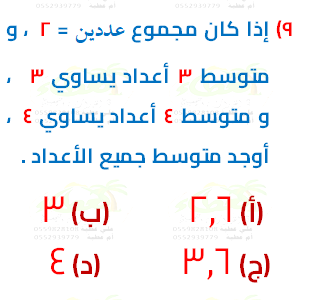 ٩) إذا كان مجموع عددين = ٢ ، و
متوسط ٣ أعداد يساوي ٣ ،
و متوسط ٤ أعداد يساوي ٤ ،
أوجد متوسط جميع الأعداد .
(أ) ٢,٦ (ب) ٣
(ج) ٣,٦ (د) ٤